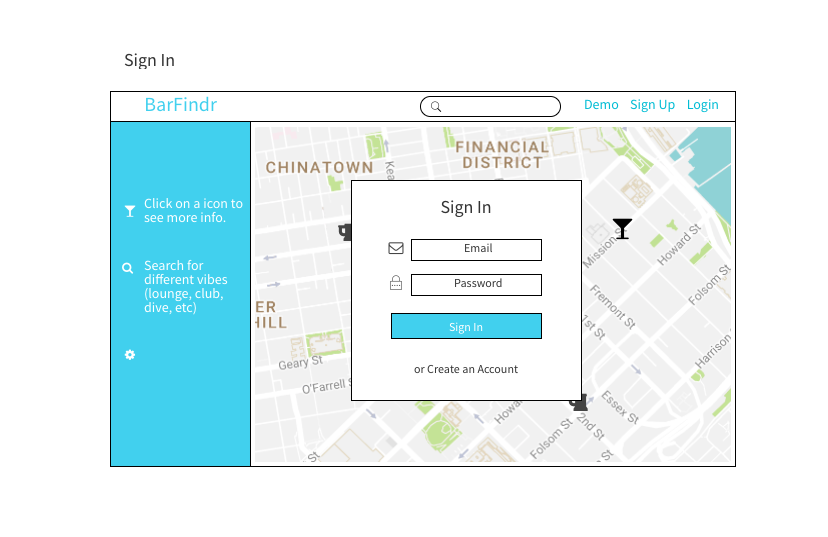 Sign In
BarFindr
Demo Sign Up Login
Click on a icon to
see more info.
Search for
different vibes
(lounge, club,
dive, etc)
CHINATOWN
FINANCIAL
DISTRICT
Kea
Sign In
Email
Password
Sign In
or Create an Account
Mission S
Howard St
Folsom St
Fremont St
1st St
Harrison
ER
HILL
Geary St
O'Farrell S
Howa
2nd St
Essex St
Folsom St
St